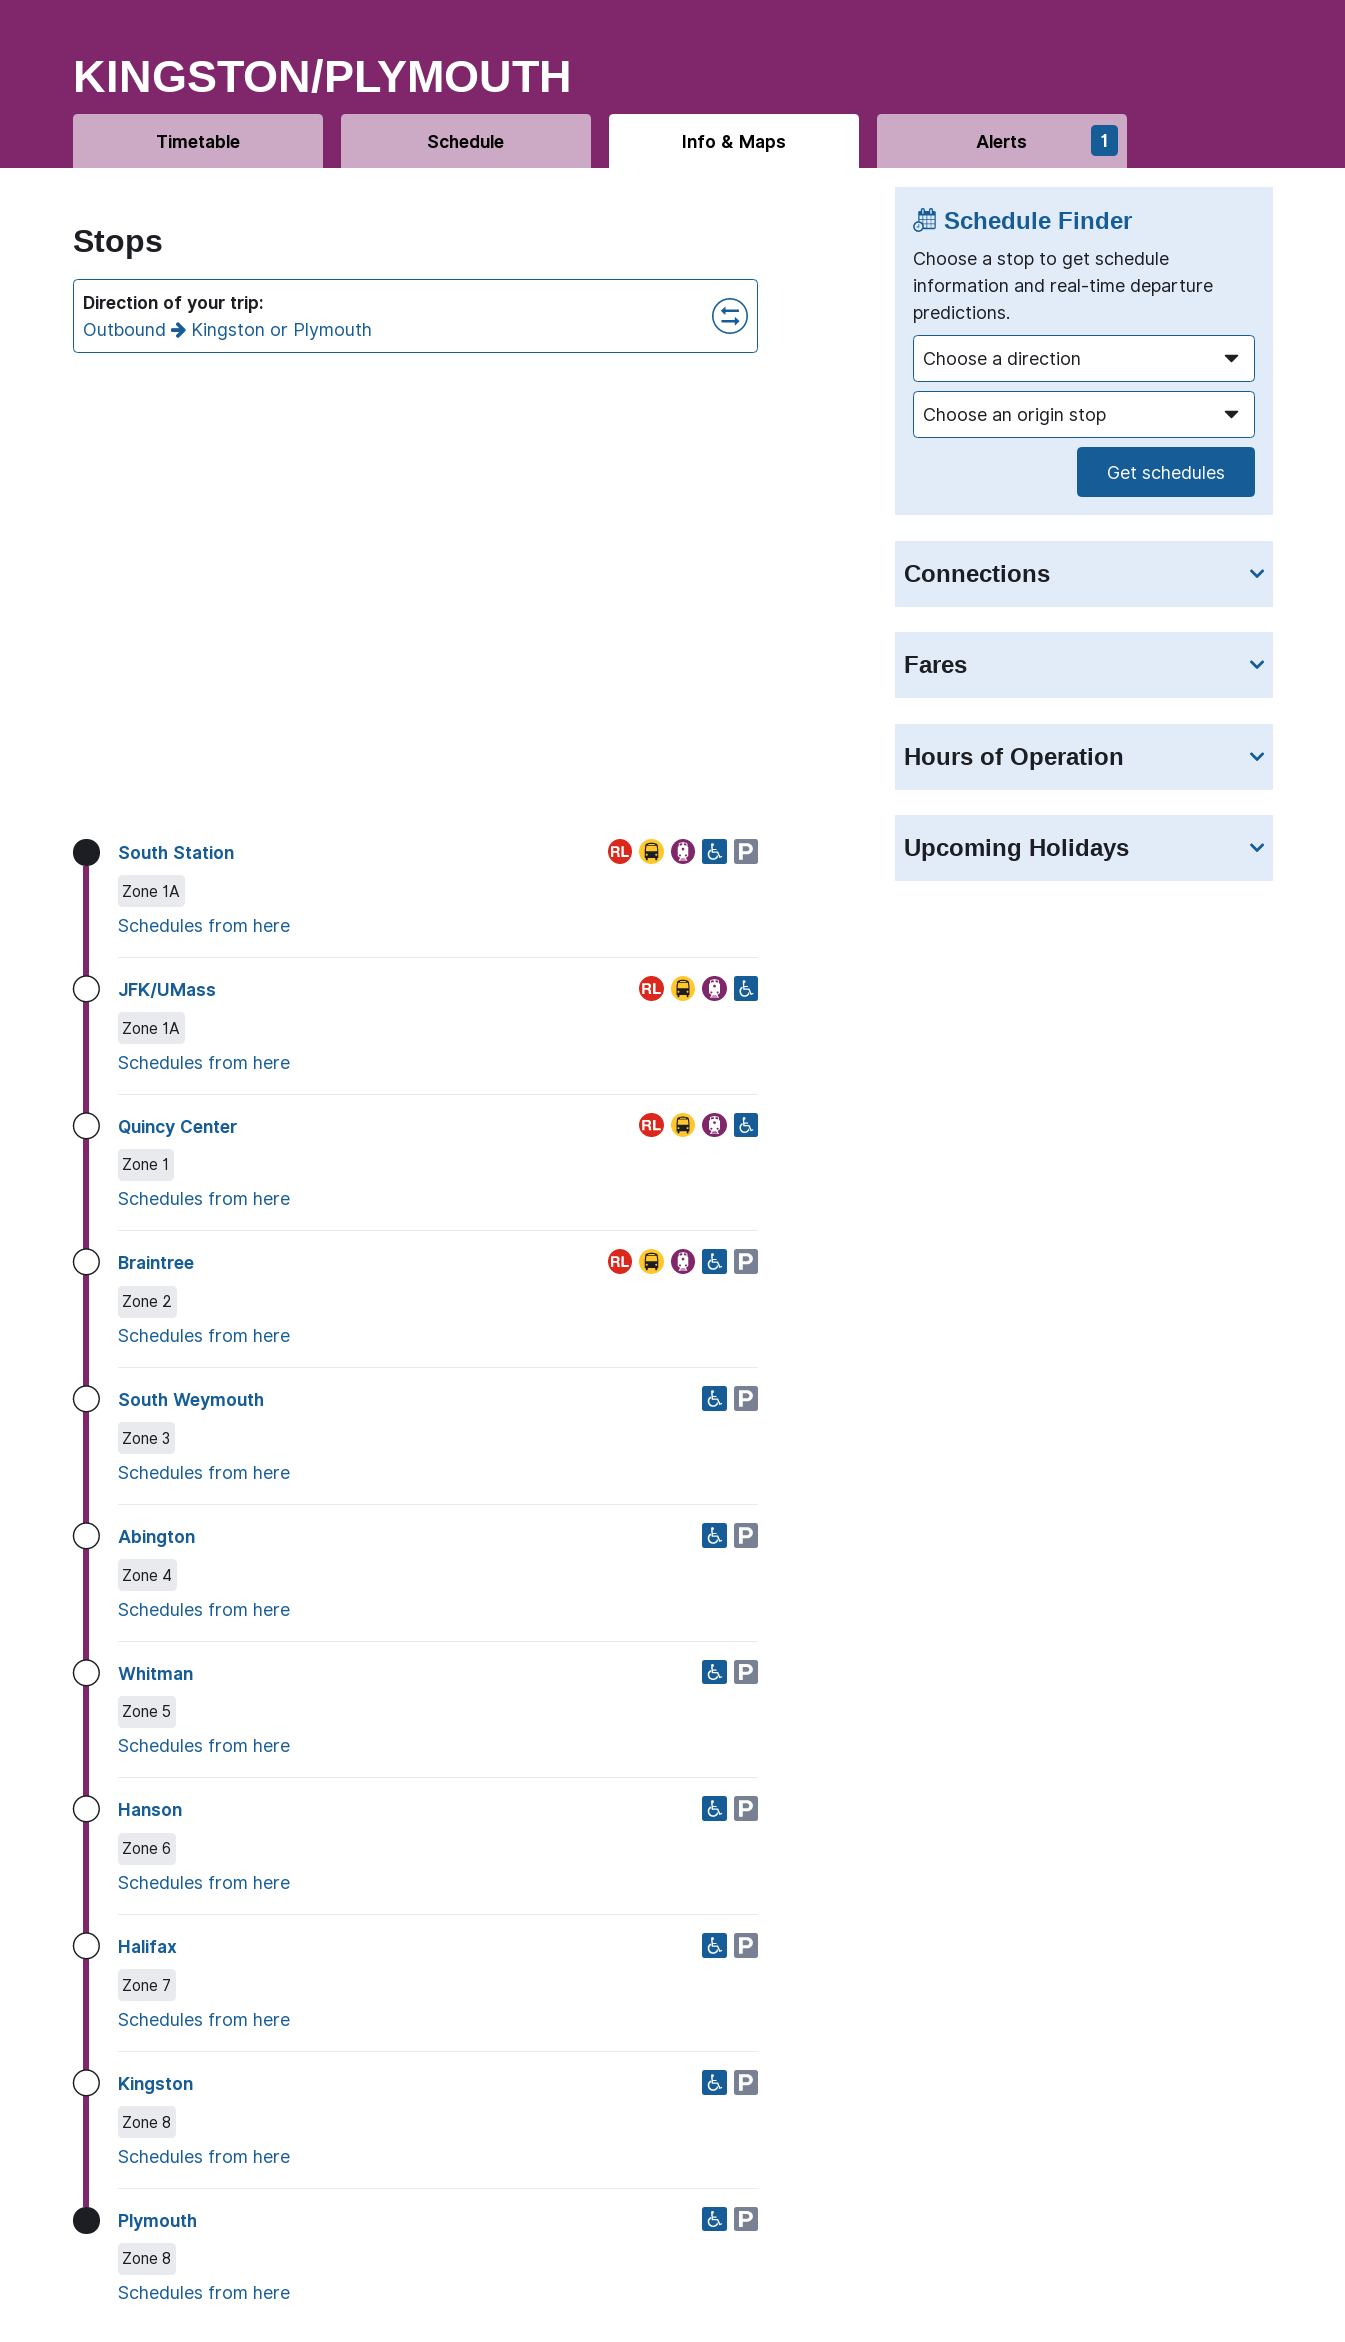 KINGSTON/PLYMOUTH
Timetable
Schedule
Info & Maps
Alerts
1
Stops
Direction of your trip:
Outbound Kingston or Plymouth
Schedule Finder
Choose a stop to get schedule
information and real-time departure
predictions.
Choose a direction
Choose an origin stop
Get schedules
Connections
Fares
Hours of Operation
Upcoming Holidays
South Station
RL
P
Zone 1A
Schedules from here
JFK/UMass
RL
Zone 1A
Schedules from here
Quincy Center
RL
Zone 1
Schedules from here
Braintree
RL
P
Zone 2
Schedules from here
South Weymouth
P
Zone 3
Schedules from here
Abington
P
Zone 4
Schedules from here
Whitman
P
Zone 5
Schedules from here
Hanson
P
Zone 6
Schedules from here
Halifax
P
Zone 7
Schedules from here
Kingston
P
Zone 8
Schedules from here
Plymouth
P
Zone 8
Schedules from here